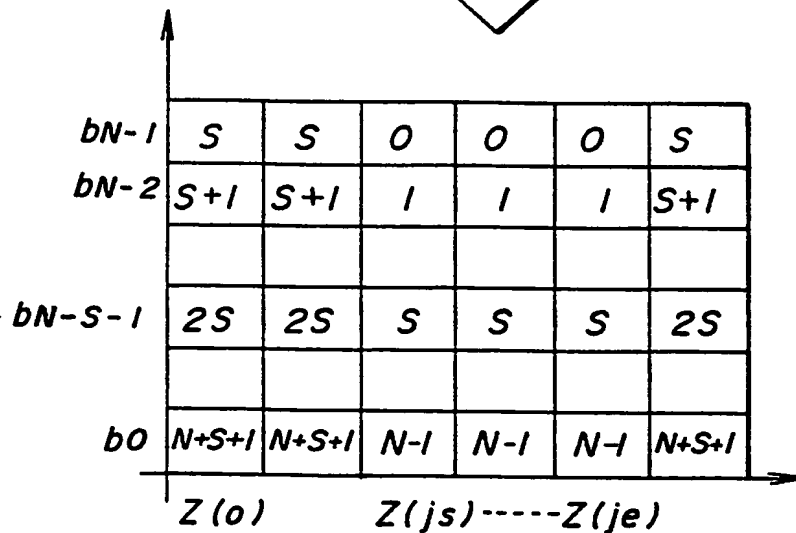 bN-1 S S O O O S
bN-2 S+1 S+1 1 1 1 S+1
bN-S-1 2S 2S S S S 2S
bO N+S+1 N+S+1 N-1 N-1 N-1 N+S+1
Z(o) Z(js)-----Z(je)